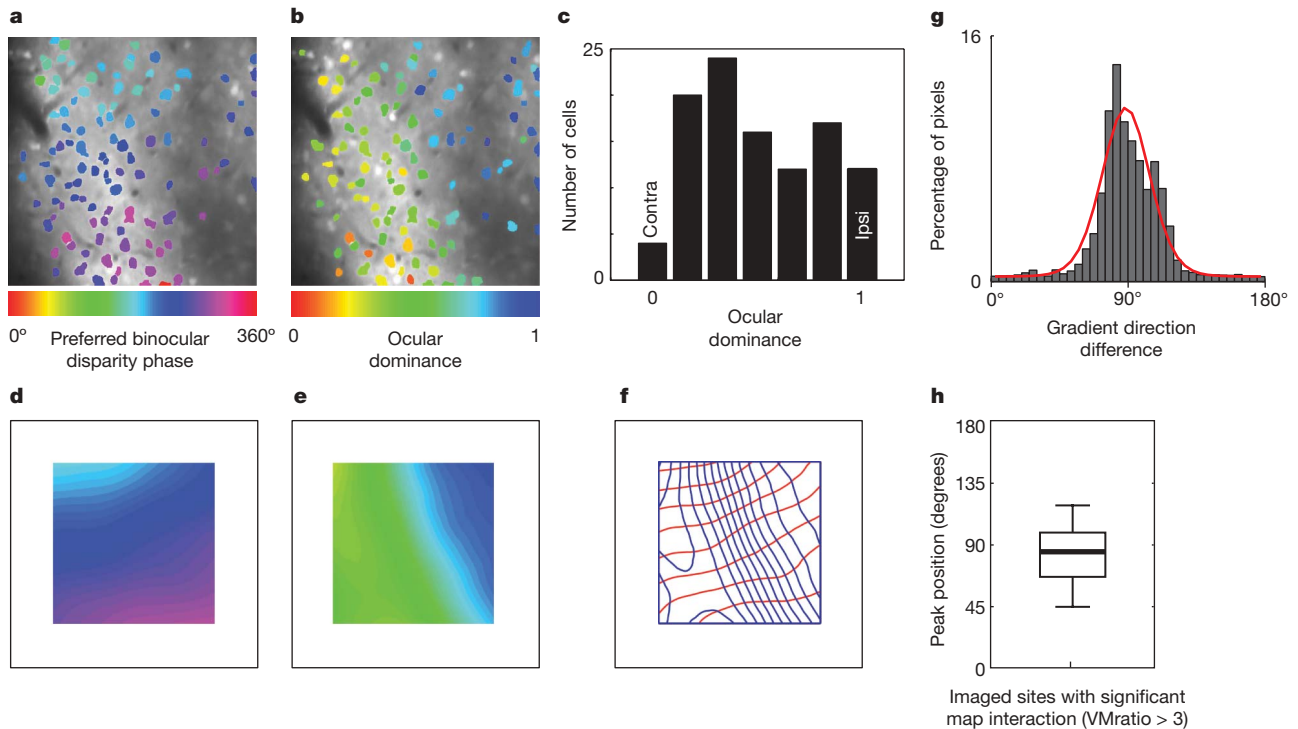 a
b
c
g
25
0
Number of cells
Contra
Ipsi
0
1
Ocular
dominance
16
0
Percentage of pixels
0°
90°
180°
Gradient direction
difference
0º
Preferred binocular
disparity phase
360º
0
Ocular
dominance
1
d
e
f
h
180
135
90
45
0
Peak position (degrees)
Imaged sites with significant
map interaction (VMratio > 3)